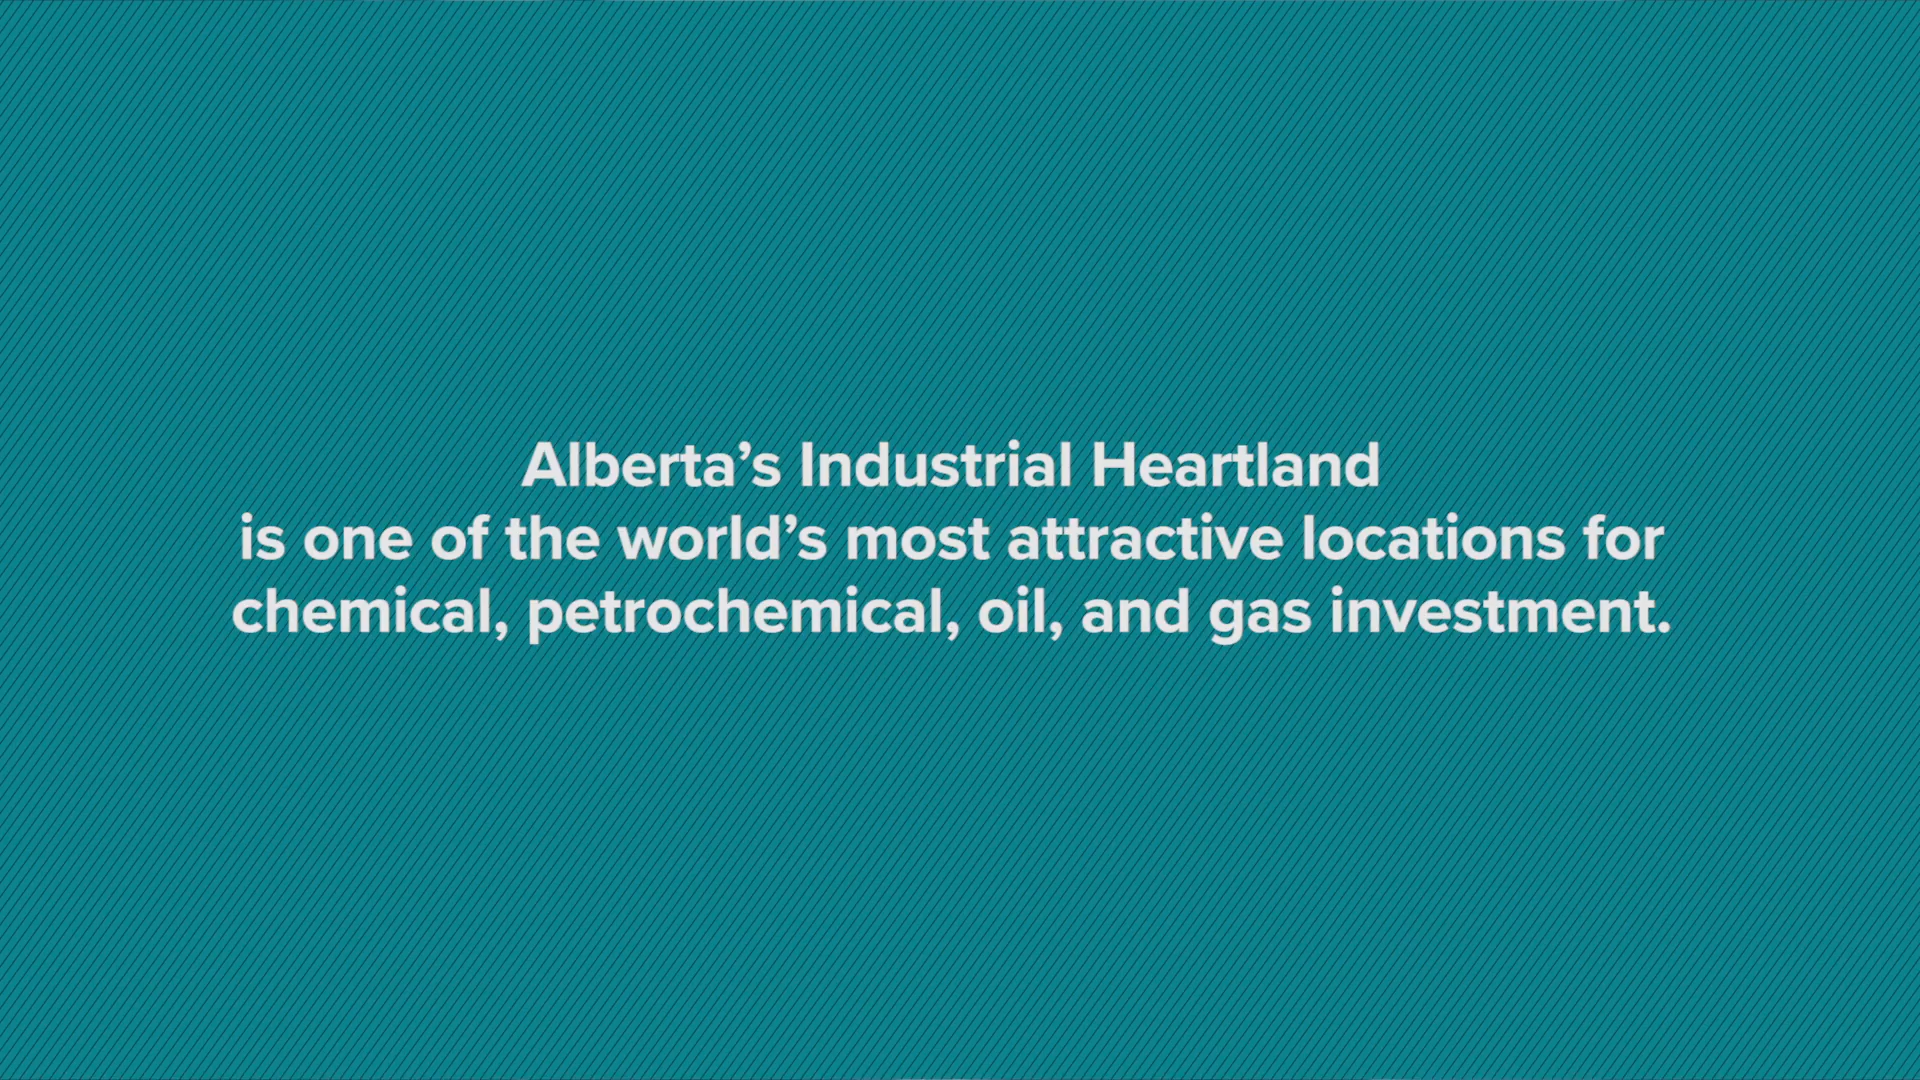 Alberta’s Industrial Heartland
is one of the world’s most attractive locations for
chemical, petrochemical, oil, and gas investment.